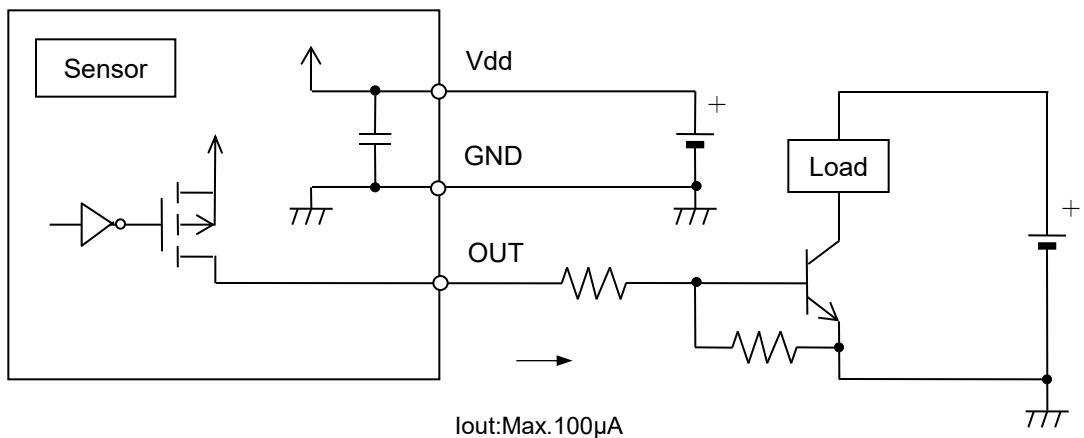 Sensor
Vdd
+
GND
Load
+
OUT
Iout:Max.100µA